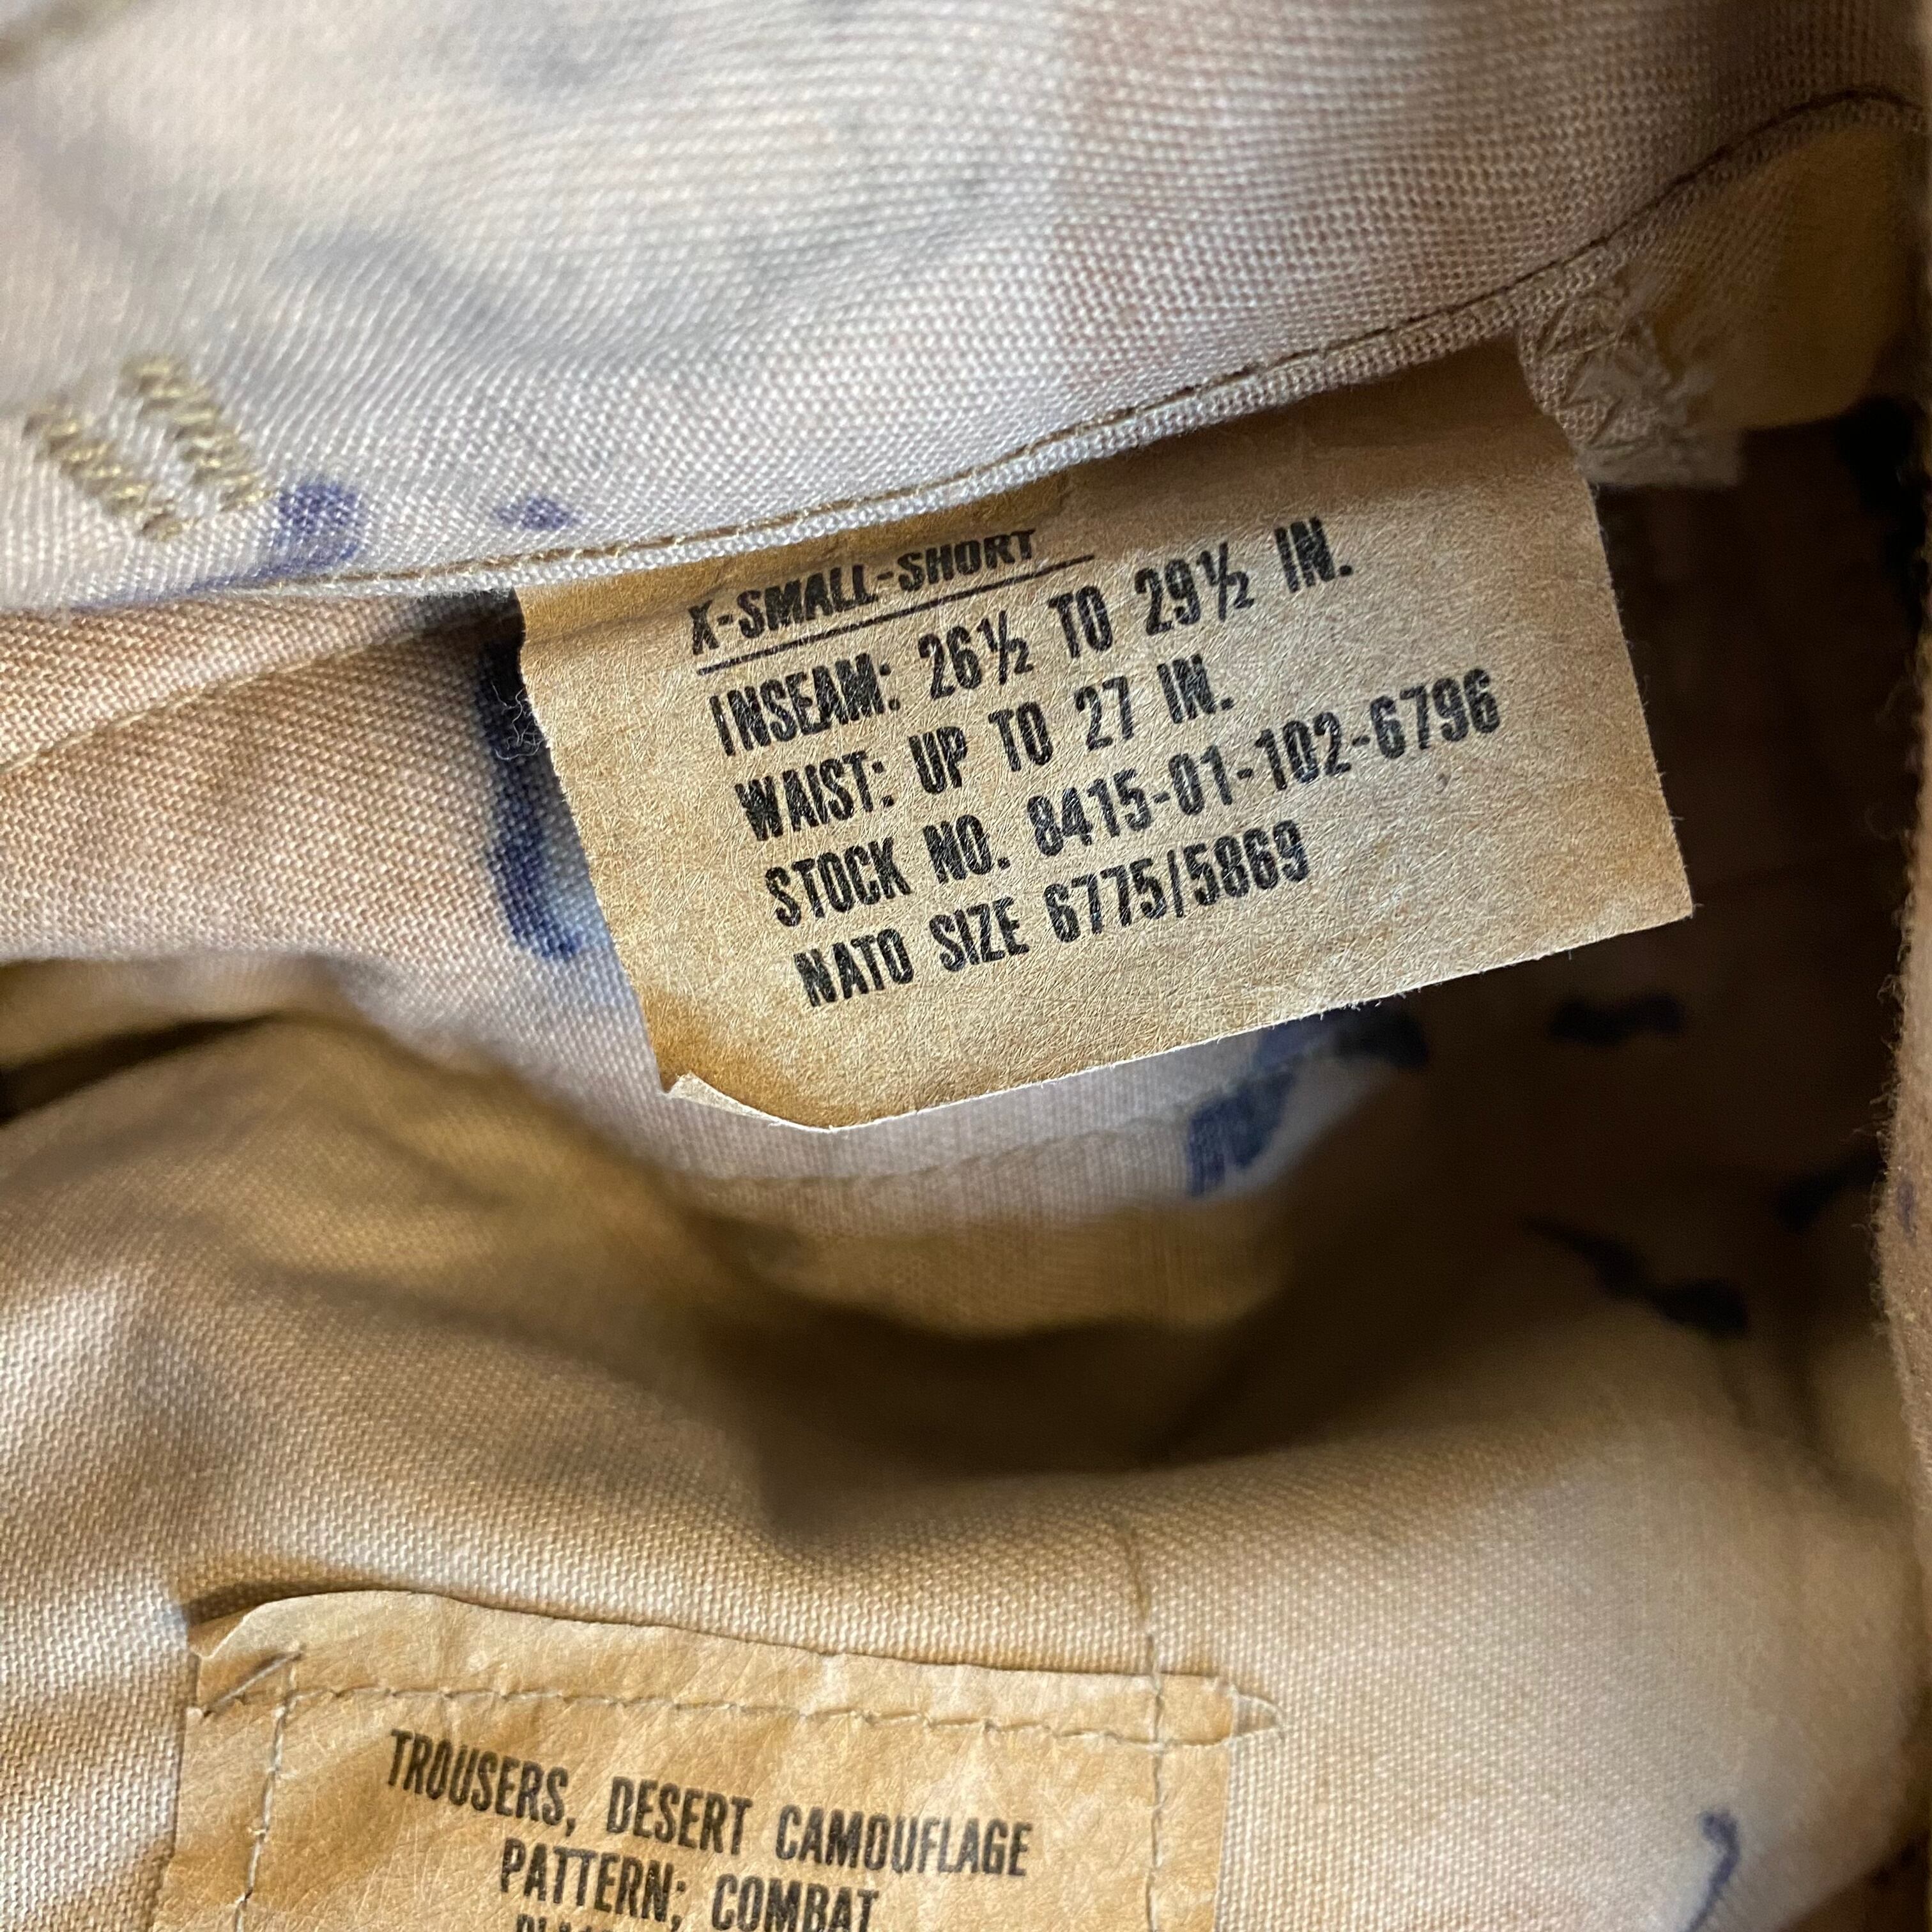 X-SMALL-SHORT
INSEAM: 26½ TO 29½ IN.
WAIST: UP TO 27 IN.
STOCK NO. 8415-01-102-6796
NATO SIZE 6775/5869
TROUSERS, DESERT CAMOUFLAGE
PATTERN; COMBAT